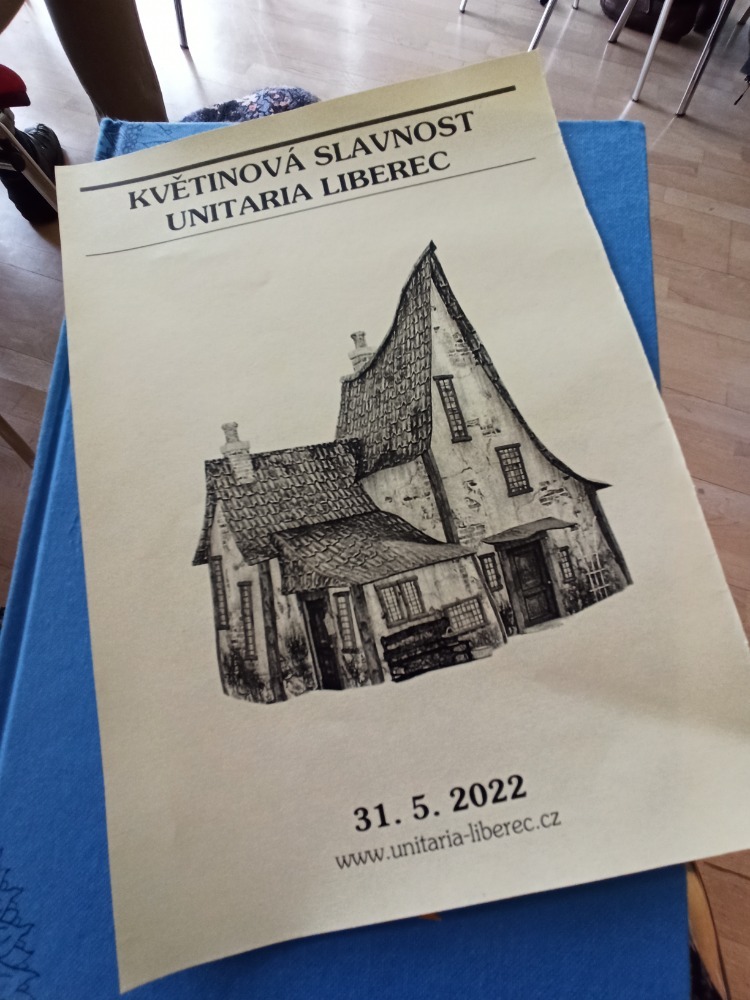 KVĚTINOVÁ SLAVNOST
UNITARIA LIBEREC
31. 5. 2022
www.unitaria-liberec.cz